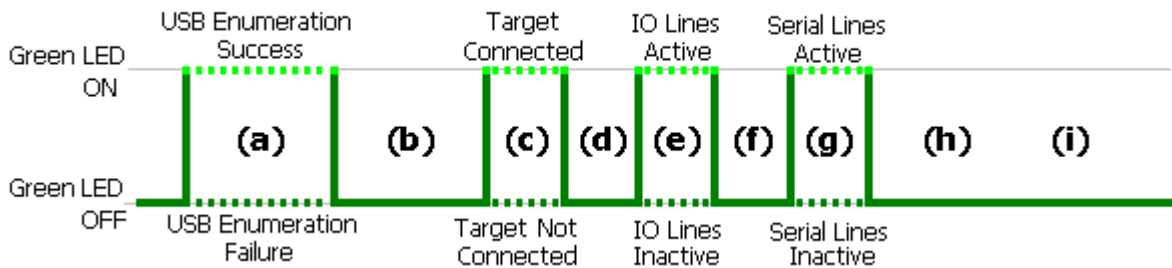 USB Enumeration
Success
Target
Connected
IO Lines
Active
Serial Lines
Active
Green LED
ON
(a)
(b)
(c)
(d)
(e)
(f)
(g)
(h)
(i)
Green LED
OFF
USB Enumeration
Failure
Target Not
Connected
IO Lines
Inactive
Serial Lines
Inactive